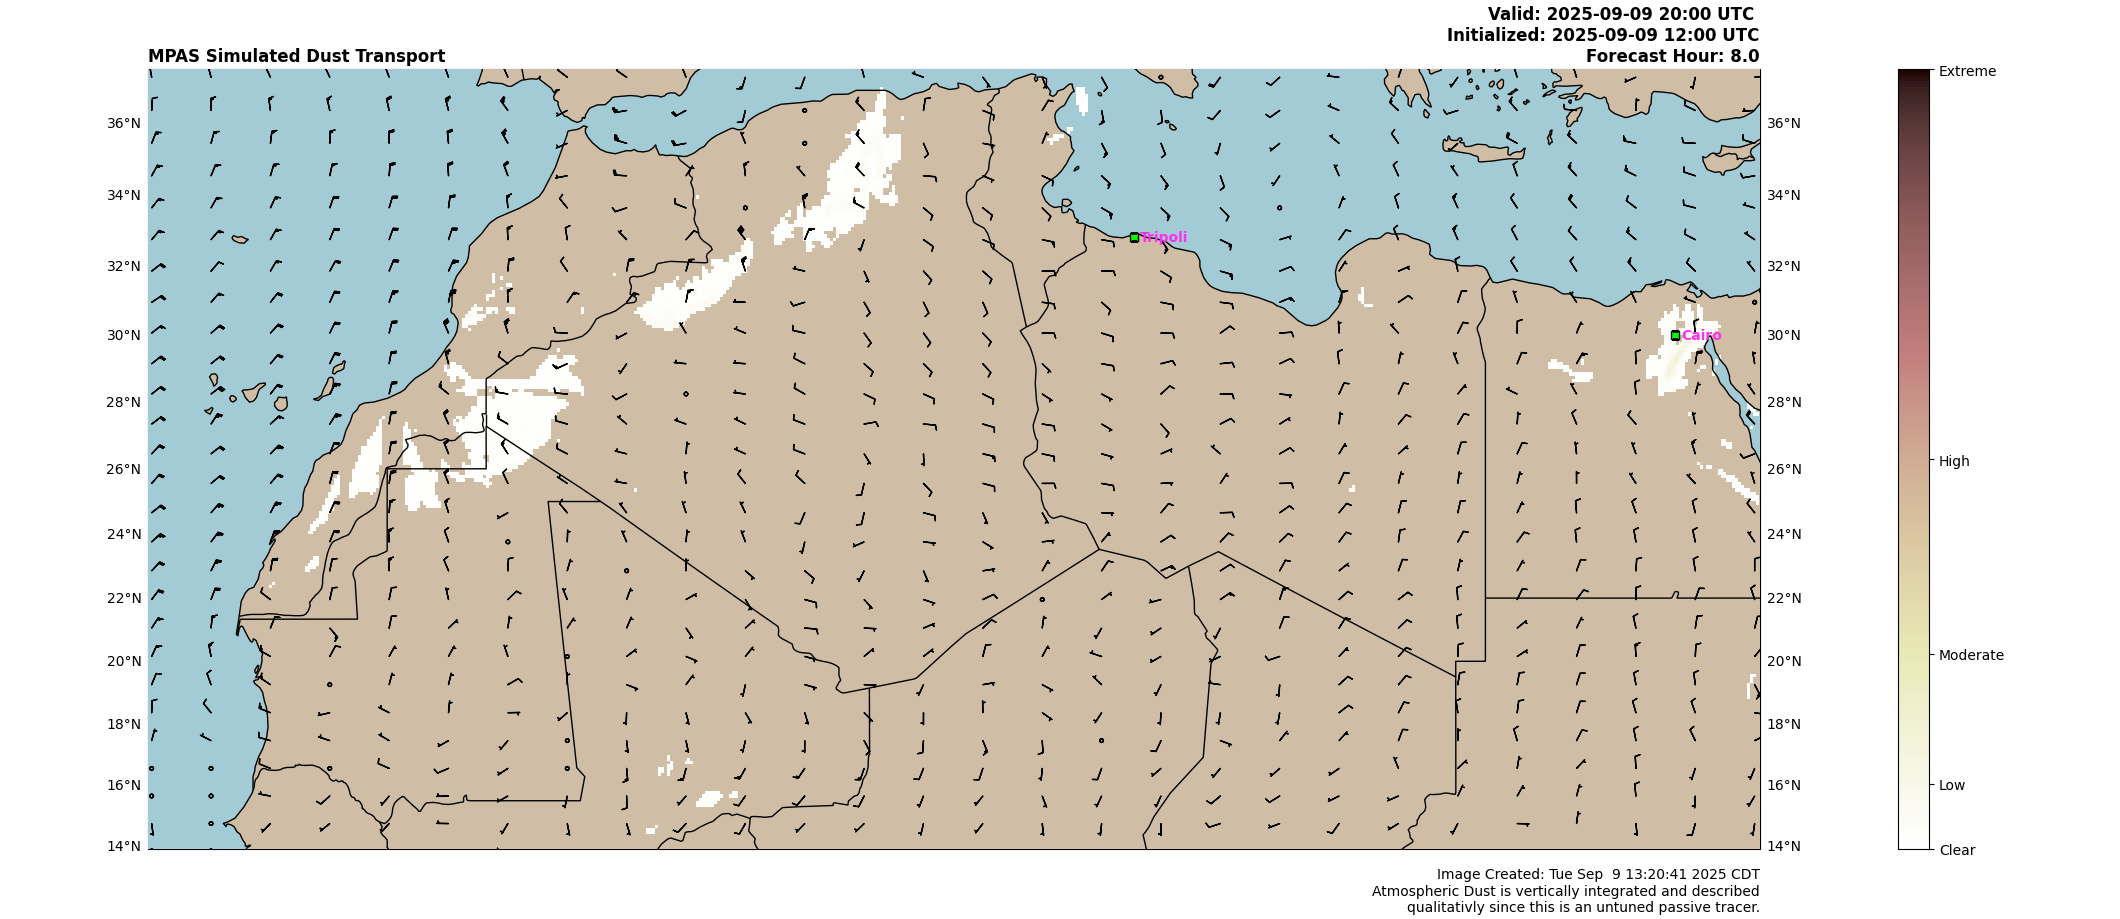 Valid: 2025-09-09 20:00 UTC
Initialized: 2025-09-09 12:00 UTC
MPAS Simulated Dust Transport
Forecast Hour: 8.0
Extreme
36°N
36°N
34°N
34°N
Tripoli
32°N
32°N
30°N
Cairo
30°N
28°N
28°N
26°N
26°N
High
24°N
24°N
22°N
22°N
20°N
20°N
Moderate
18°N
18°N
16°N
16°N
Low
14°N
14°N
Clear
Image Created: Tue Sep  9 13:20:41 2025 CDT
Atmospheric Dust is vertically integrated and described
qualitativly since this is an untuned passive tracer.